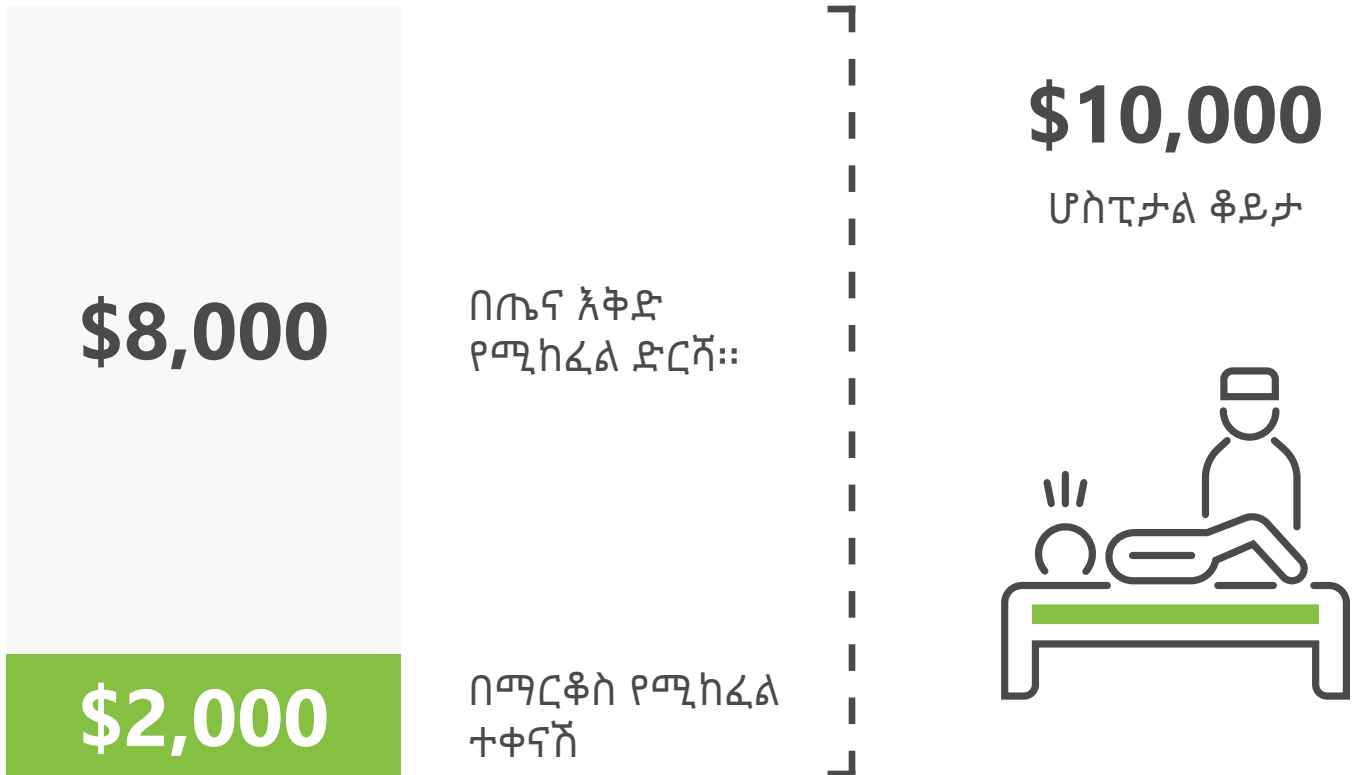 $8,000
በጤና እቅድ
የሚከፈል ድርሻ፡፡
$2,000
በማርቆስ የሚከፈል
ተቀናሽ
$10,000
ሆስፒታል ቆይታ